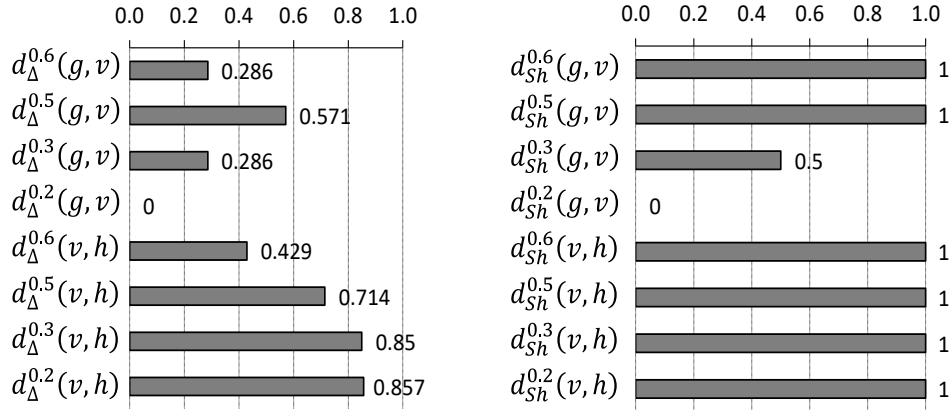 0.0 0.2 0.4 0.6 0.8 1.0
d_Δ^0.6(g, v) 0.286
d_Δ^0.5(g, v) 0.571
d_Δ^0.3(g, v) 0.286
d_Δ^0.2(g, v) 0
d_Δ^0.6(v, h) 0.429
d_Δ^0.5(v, h) 0.714
d_Δ^0.3(v, h) 0.85
d_Δ^0.2(v, h) 0.857
0.0 0.2 0.4 0.6 0.8 1.0
d_Sh^0.6(g, v) 1
d_Sh^0.5(g, v) 1
d_Sh^0.3(g, v) 0.5
d_Sh^0.2(g, v) 0
d_Sh^0.6(v, h) 1
d_Sh^0.5(v, h) 1
d_Sh^0.3(v, h) 1
d_Sh^0.2(v, h) 1